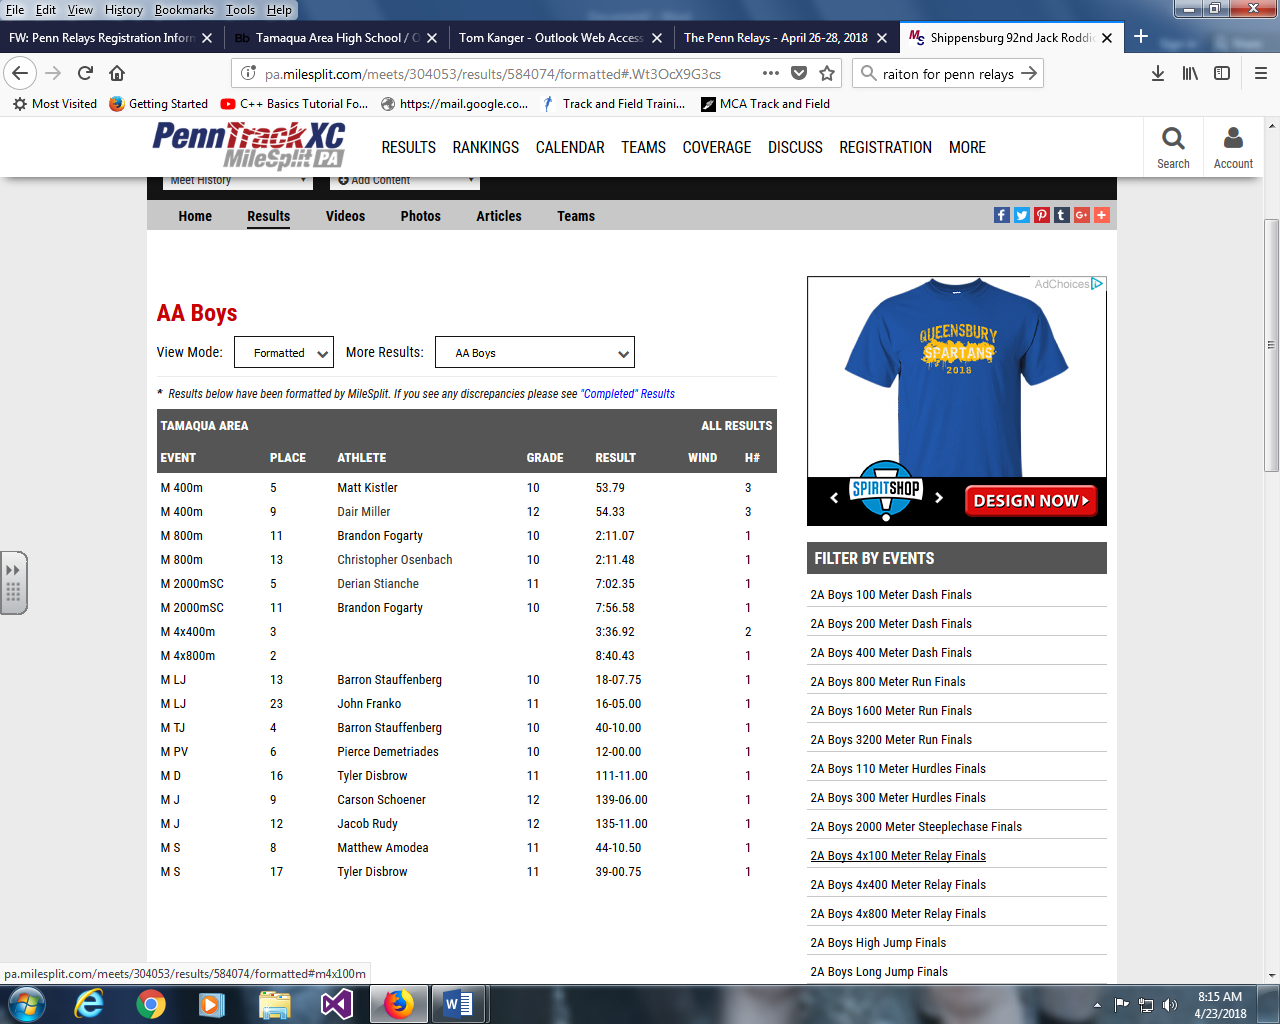 File Edit View History Bookmarks Tools Help
FW: Penn Relays Registration Inform
Bb Tamaqua Area High School / O
Tom Kanger - Outlook Web Access
The Penn Relays - April 26-28, 2018
MS Shippensburg 92nd Jack Roddic
pa.milesplit.com/meets/304053/results/584074/formatted#.Wt3OcX9G3cs
raiton for penn relays
Most Visited Getting Started C++ Basics Tutorial Fo... https://mail.google.co... Track and Field Traini... MCA Track and Field
PennTrackXC
MileSplit PA
RESULTS RANKINGS CALENDAR TEAMS COVERAGE DISCUSS REGISTRATION MORE
Search Account
Meet History Add Content
Home Results Videos Photos Articles Teams
AdChoices
QUEENSBURY
SPARTANS
2018
SPIRITSHOP
DESIGN NOW
AA Boys
View Mode: Formatted More Results: AA Boys
* Results below have been formatted by MileSplit. If you see any discrepancies please see "Completed" Results
TAMAQUA AREA ALL RESULTS
EVENT PLACE ATHLETE GRADE RESULT WIND H#
M 400m 5 Matt Kistler 10 53.79 3
M 400m 9 Dair Miller 12 54.33 3
M 800m 11 Brandon Fogarty 10 2:11.07 1
M 800m 13 Christopher Osenbach 10 2:11.48 1
M 2000mSC 5 Derian Stianche 11 7:02.35 1
M 2000mSC 11 Brandon Fogarty 10 7:56.58 1
M 4x400m 3 3:36.92 2
M 4x800m 2 8:40.43 1
M LJ 13 Barron Stauffenberg 10 18-07.75 1
M LJ 23 John Franko 11 16-05.00 1
M TJ 4 Barron Stauffenberg 10 40-10.00 1
M PV 6 Pierce Demetriades 10 12-00.00 1
M D 16 Tyler Disbrow 11 111-11.00 1
M J 9 Carson Schoener 12 139-06.00 1
M J 12 Jacob Rudy 12 135-11.00 1
M S 8 Matthew Amodea 11 44-10.50 1
M S 17 Tyler Disbrow 11 39-00.75 1
FILTER BY EVENTS
2A Boys 100 Meter Dash Finals
2A Boys 200 Meter Dash Finals
2A Boys 400 Meter Dash Finals
2A Boys 800 Meter Run Finals
2A Boys 1600 Meter Run Finals
2A Boys 3200 Meter Run Finals
2A Boys 110 Meter Hurdles Finals
2A Boys 300 Meter Hurdles Finals
2A Boys 2000 Meter Steeplechase Finals
2A Boys 4x100 Meter Relay Finals
2A Boys 4x400 Meter Relay Finals
2A Boys 4x800 Meter Relay Finals
2A Boys High Jump Finals
2A Boys Long Jump Finals
pa.milesplit.com/meets/304053/results/584074/formatted#m4x100m
8:15 AM
4/23/2018